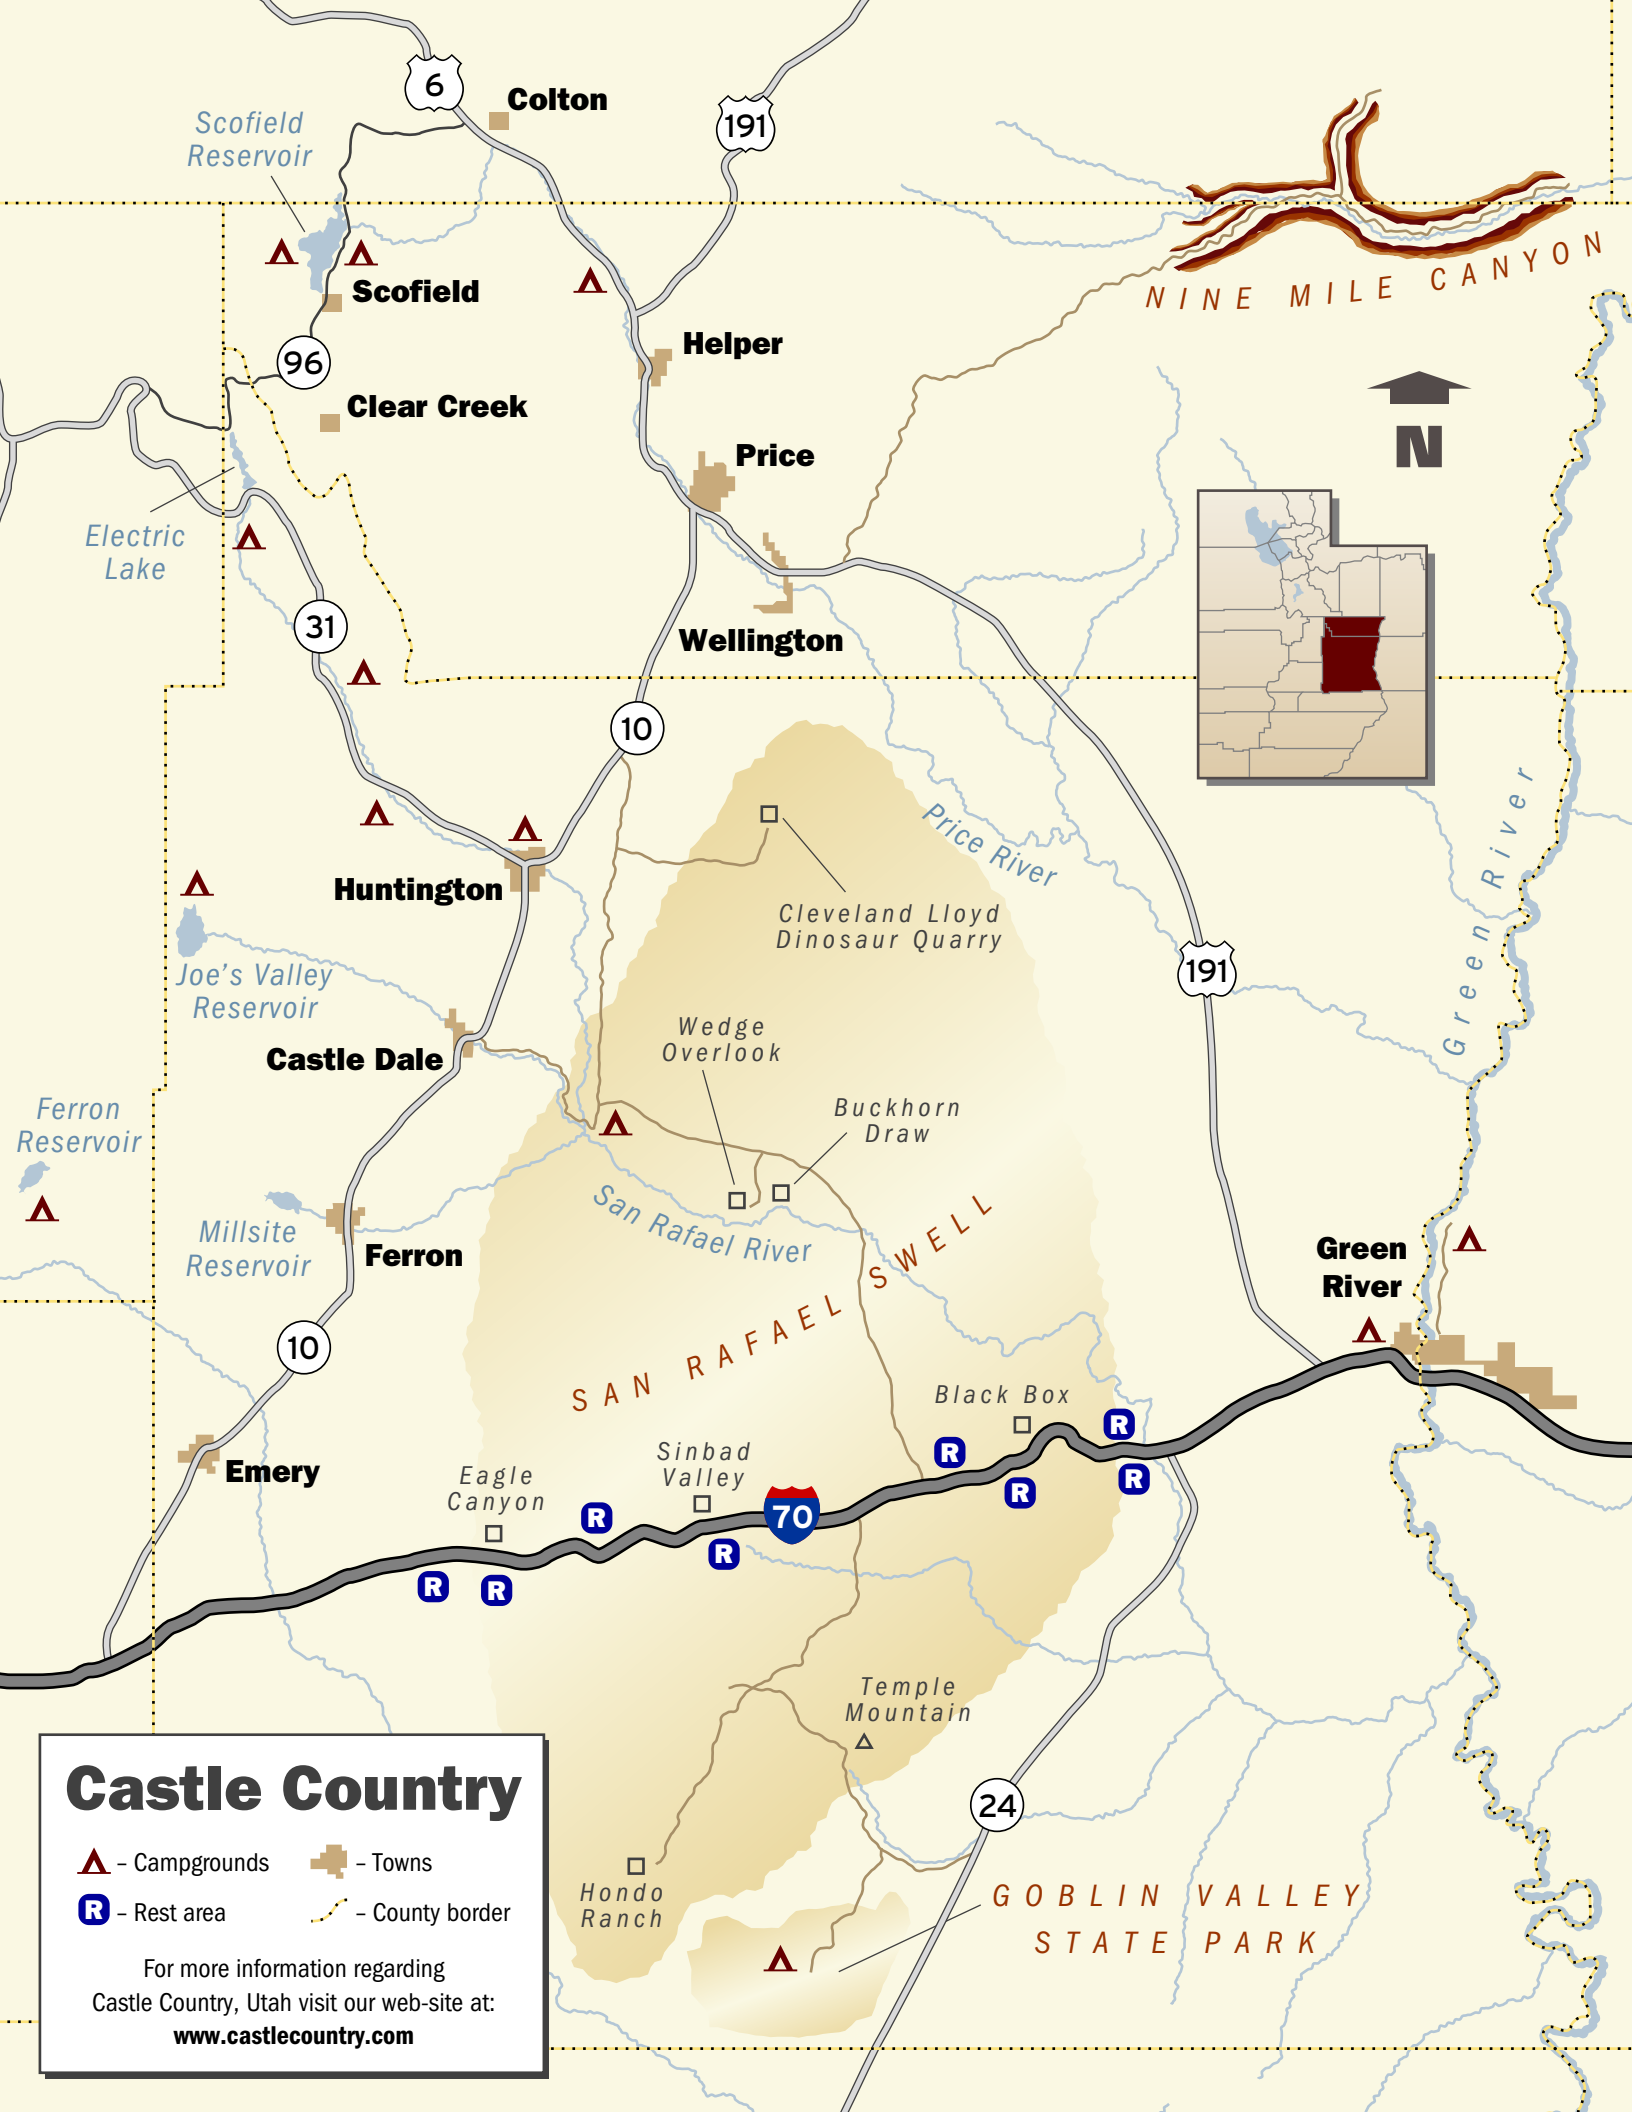 6
Colton
191
Scofield
Reservoir
Scofield
NINE MILE CANYON
96
Helper
Clear Creek
N
Price
Electric
Lake
31
Wellington
10
Price River
Green River
Huntington
Cleveland Lloyd
Dinosaur Quarry
191
Joe's Valley
Reservoir
Wedge
Overlook
Castle Dale
Buckhorn
Draw
Ferron
Reservoir
San Rafael River
Millsite
Reservoir
Ferron
SAN RAFAEL SWELL
Green
River
10
Black Box
R
R
Emery
Sinbad
Valley
Eagle
Canyon
R
R
R
70
R
R
R
R
Temple
Mountain
24
Hondo
Ranch
GOBLIN VALLEY
STATE PARK
Castle Country
– Campgrounds
– Towns
R – Rest area
– County border
For more information regarding
Castle Country, Utah visit our web-site at:
www.castlecountry.com